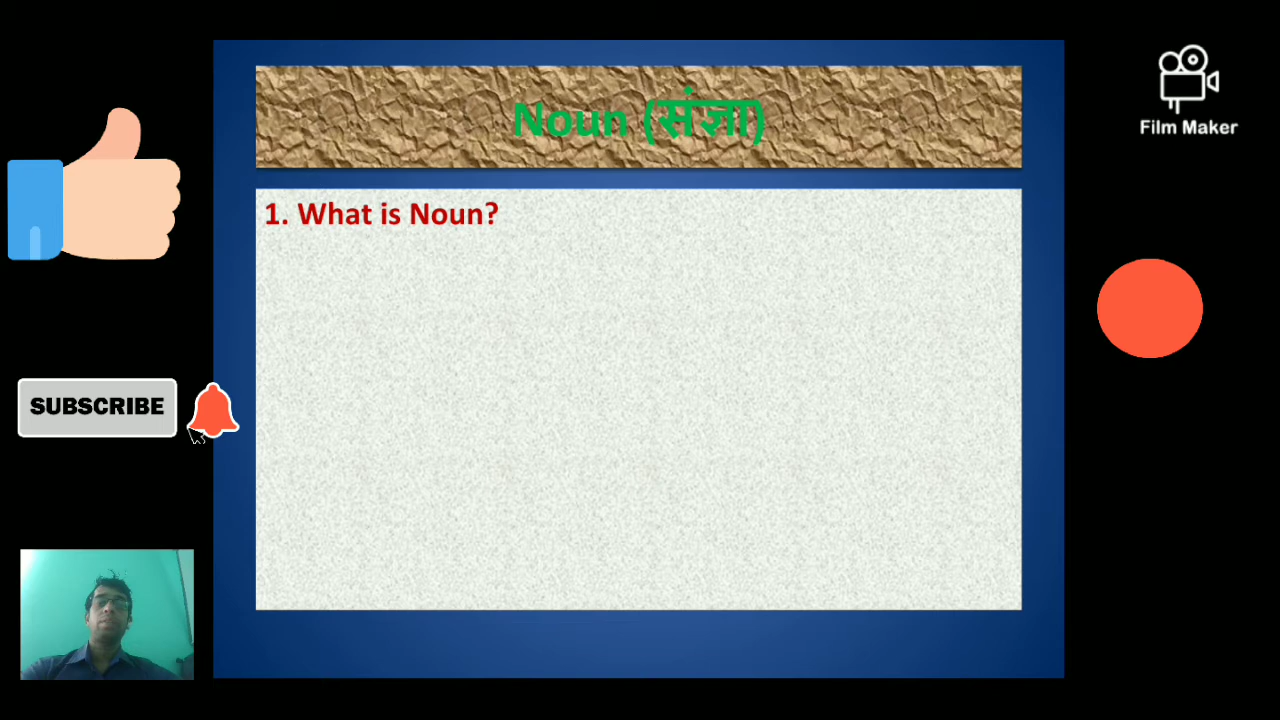 Noun (संज्ञा)
Film Maker
1. What is Noun?
SUBSCRIBE